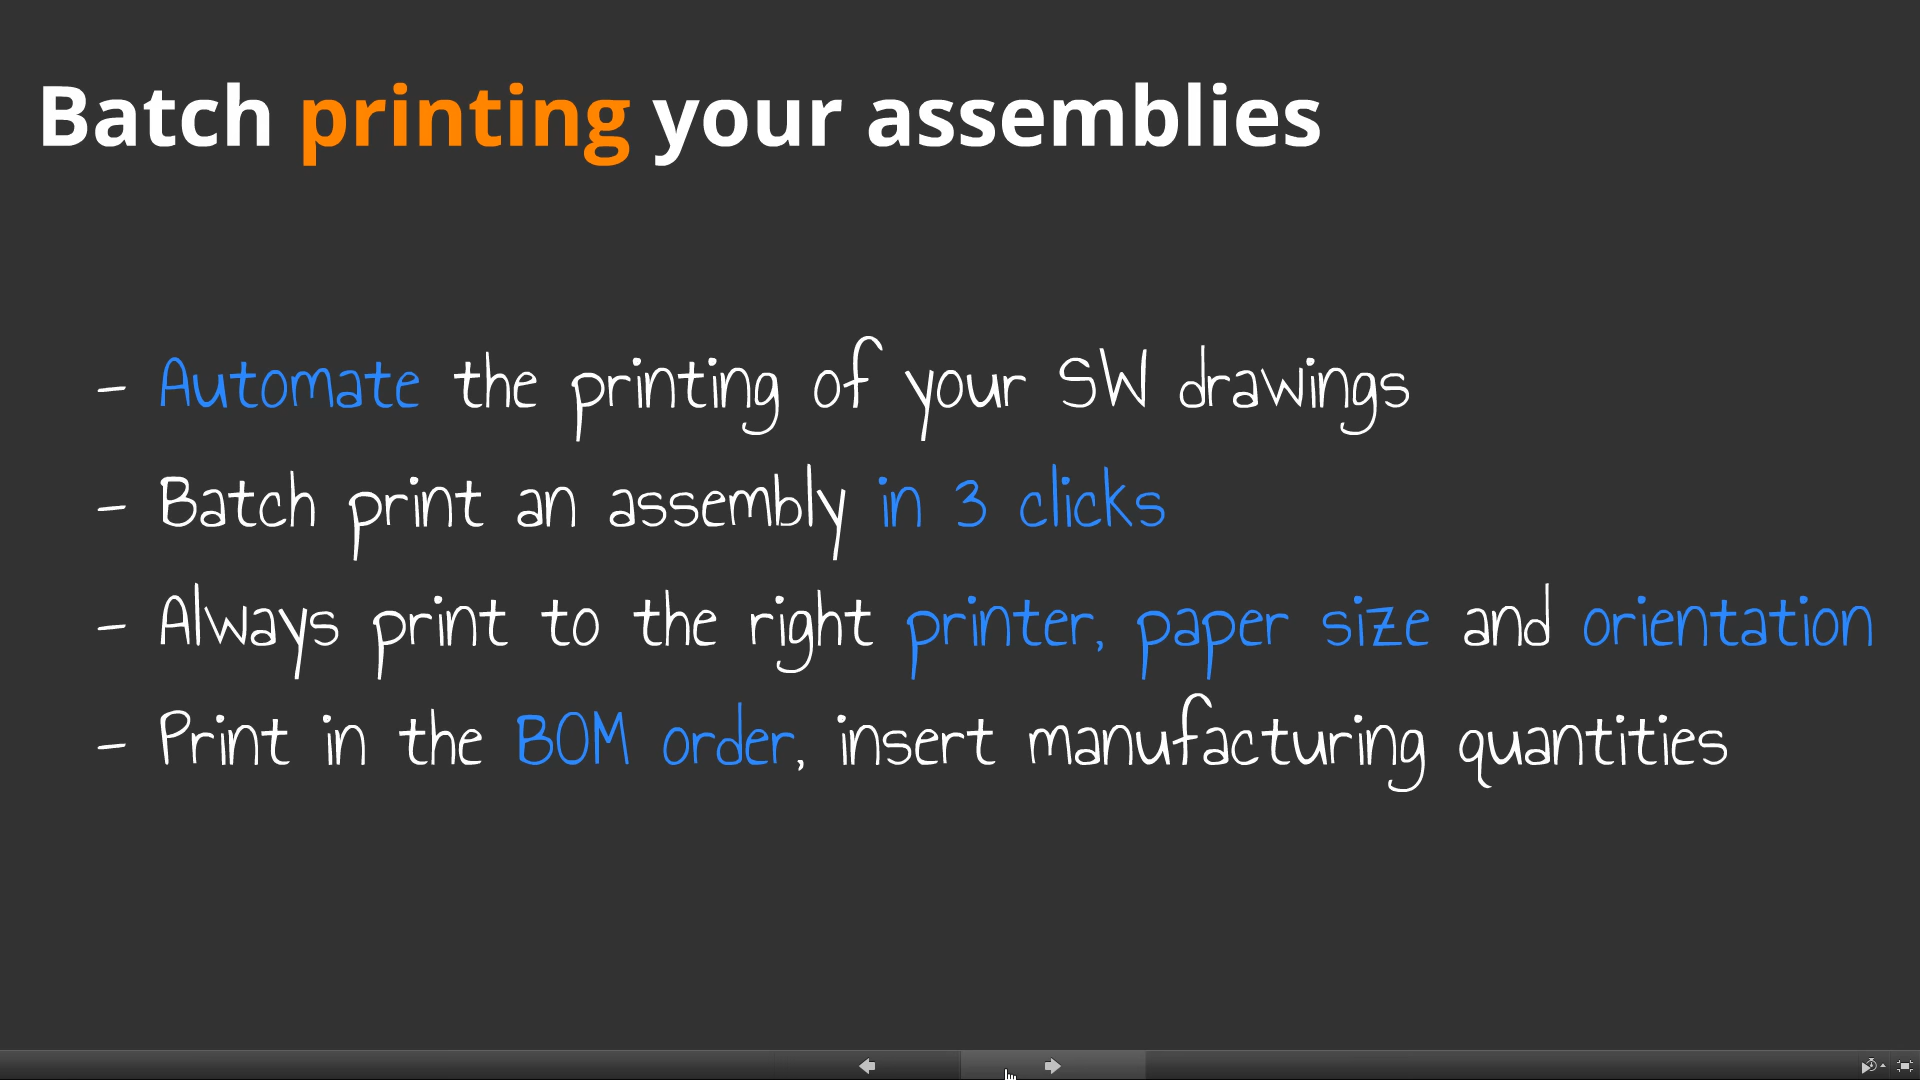 Batch printing your assemblies
- Automate the printing of your SW drawings
- Batch print an assembly in 3 clicks
- Always print to the right printer, paper size and orientation
- Print in the BOM order, insert manufacturing quantities